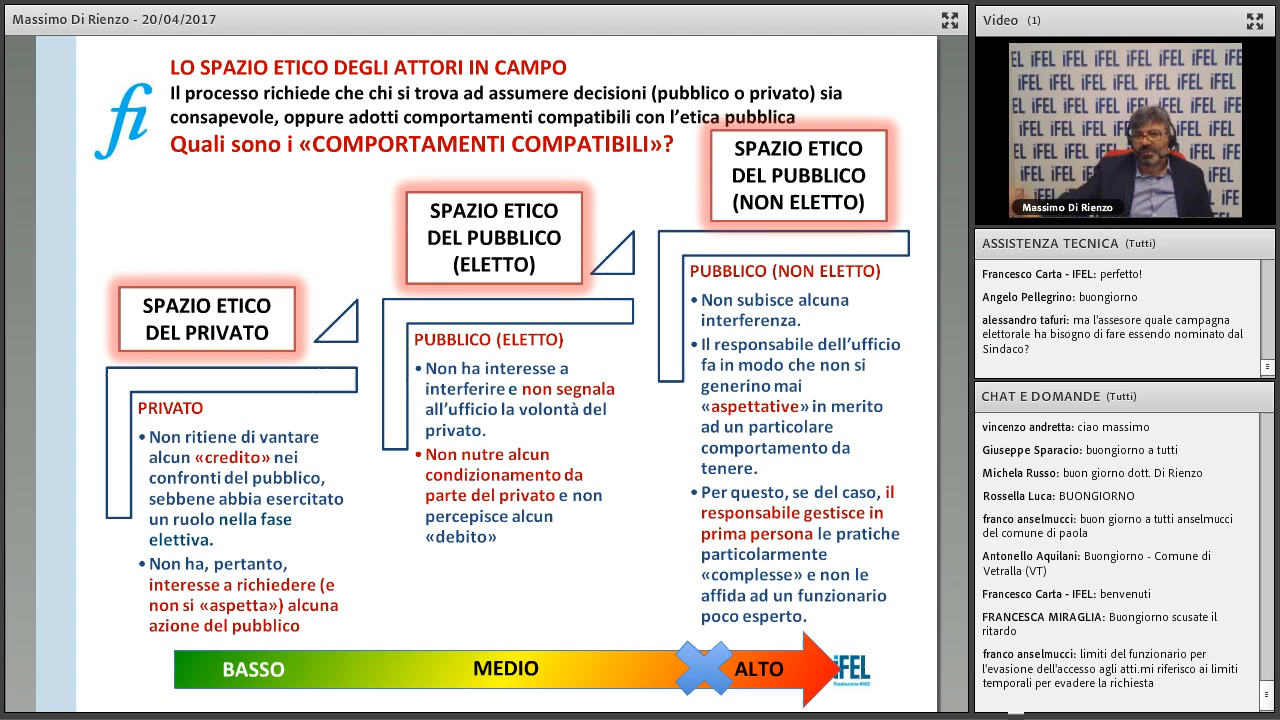 Massimo Di Rienzo - 20/04/2017
LO SPAZIO ETICO DEGLI ATTORI IN CAMPO
Il processo richiede che chi si trova ad assumere decisioni (pubblico o privato) sia
consapevole, oppure adotti comportamenti compatibili con l'etica pubblica
Quali sono i «COMPORTAMENTI COMPATIBILI»?
fi
SPAZIO ETICO
DEL PRIVATO
PRIVATO
•Non ritiene di vantare
alcun «credito» nei
confronti del pubblico,
sebbene abbia esercitato
un ruolo nella fase
elettiva.
•Non ha, pertanto,
interesse a richiedere (e
non si «aspetta») alcuna
azione del pubblico
SPAZIO ETICO
DEL PUBBLICO
(ELETTO)
PUBBLICO (ELETTO)
•Non ha interesse a
interferire e non segnala
all'ufficio la volontà del
privato.
•Non nutre alcun
condizionamento da
parte del privato e non
percepisce alcun
«debito»
SPAZIO ETICO
DEL PUBBLICO
(NON ELETTO)
PUBBLICO (NON ELETTO)
•Non subisce alcuna
interferenza.
•Il responsabile dell'ufficio
fa in modo che non si
generino mai
«aspettative» in merito
ad un particolare
comportamento da
tenere.
•Per questo, se del caso, il
responsabile gestisce in
prima persona le pratiche
particolarmente
«complesse» e non le
affida ad un funzionario
poco esperto.
BASSO
MEDIO
ALTO
iFEL
Fondazione ANCI
Video (1)
iFEL
Massimo Di Rienzo
ASSISTENZA TECNICA (Tutti)
Francesco Carta - IFEL: perfetto!
Angelo Pellegrino: buongiorno
alessandro tafuri: ma l'assesore quale campagna
elettorale ha bisogno di fare essendo nominato dal
Sindaco?
CHAT E DOMANDE (Tutti)
vincenzo andretta: ciao massimo
Giuseppe Sparacio: buongiorno a tutti
Michela Russo: buon giorno dott. Di Rienzo
Rossella Luca: BUONGIORNO
franco anselmucci: buon giorno a tutti anselmucci
del comune di paola
Antonello Aquilani: Buongiorno - Comune di
Vetralla (VT)
Francesco Carta - IFEL: benvenuti
FRANCESCA MIRAGLIA: Buongiorno scusate il
ritardo
franco anselmucci: limiti del funzionario per
l'evasione dell'accesso agli atti.mi riferisco ai limiti
temporali per evadere la richiesta